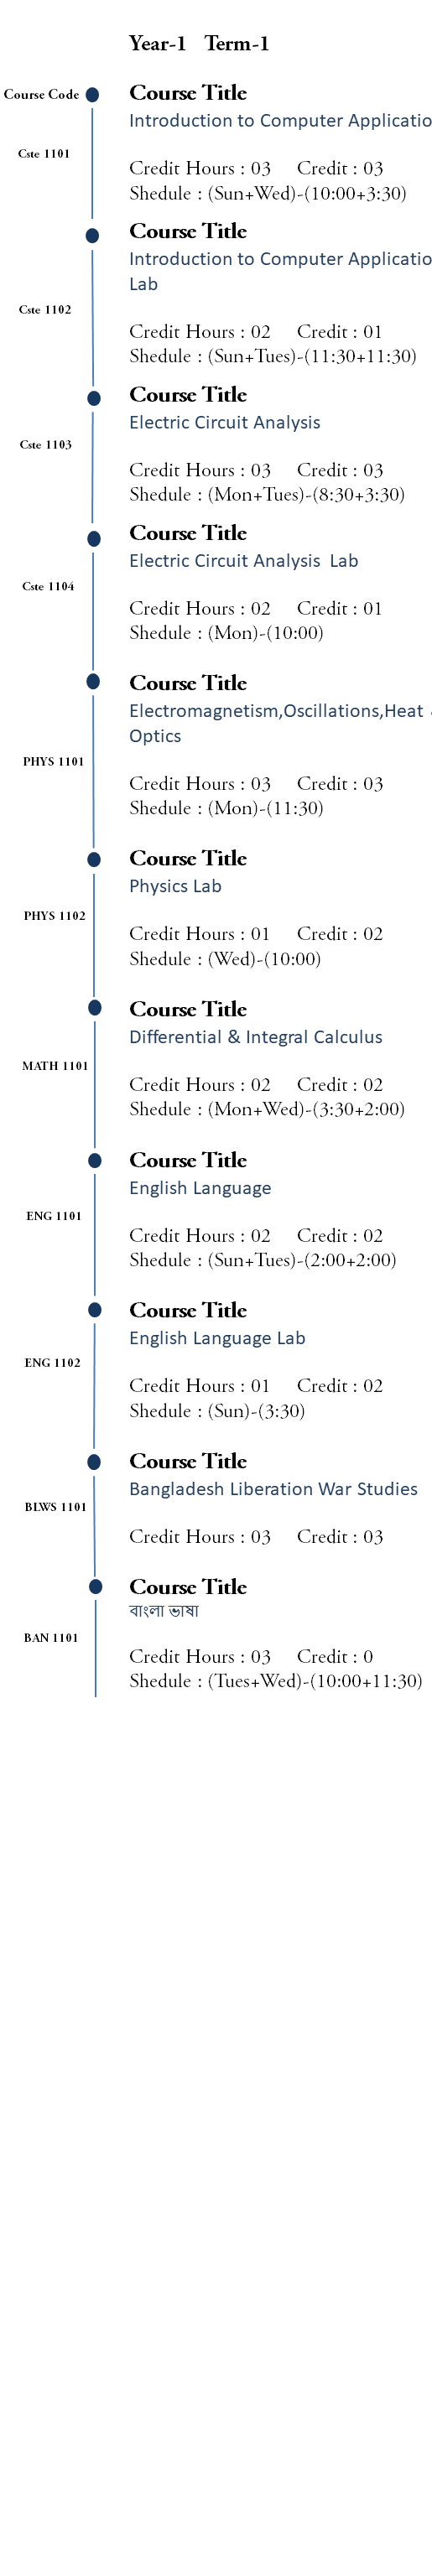 Year-1 Term-1
Course Code
Course Title
Introduction to Computer Applicatio
Cste 1101
Credit Hours : 03 Credit : 03
Shedule : (Sun+Wed)-(10:00+3:30)
Course Title
Introduction to Computer Applicatio
Lab
Cste 1102
Credit Hours : 02 Credit : 01
Shedule : (Sun+Tues)-(11:30+11:30)
Course Title
Electric Circuit Analysis
Cste 1103
Credit Hours : 03 Credit : 03
Shedule : (Mon+Tues)-(8:30+3:30)
Course Title
Electric Circuit Analysis Lab
Cste 1104
Credit Hours : 02 Credit : 01
Shedule : (Mon)-(10:00)
Course Title
Electromagnetism,Oscillations,Heat
Optics
PHYS 1101
Credit Hours : 03 Credit : 03
Shedule : (Mon)-(11:30)
Course Title
Physics Lab
PHYS 1102
Credit Hours : 01 Credit : 02
Shedule : (Wed)-(10:00)
Course Title
Differential & Integral Calculus
MATH 1101
Credit Hours : 02 Credit : 02
Shedule : (Mon+Wed)-(3:30+2:00)
Course Title
English Language
ENG 1101
Credit Hours : 02 Credit : 02
Shedule : (Sun+Tues)-(2:00+2:00)
Course Title
English Language Lab
ENG 1102
Credit Hours : 01 Credit : 02
Shedule : (Sun)-(3:30)
Course Title
Bangladesh Liberation War Studies
BLWS 1101
Credit Hours : 03 Credit : 03
Course Title
বাংলা ভাষা
BAN 1101
Credit Hours : 03 Credit : 0
Shedule : (Tues+Wed)-(10:00+11:30)